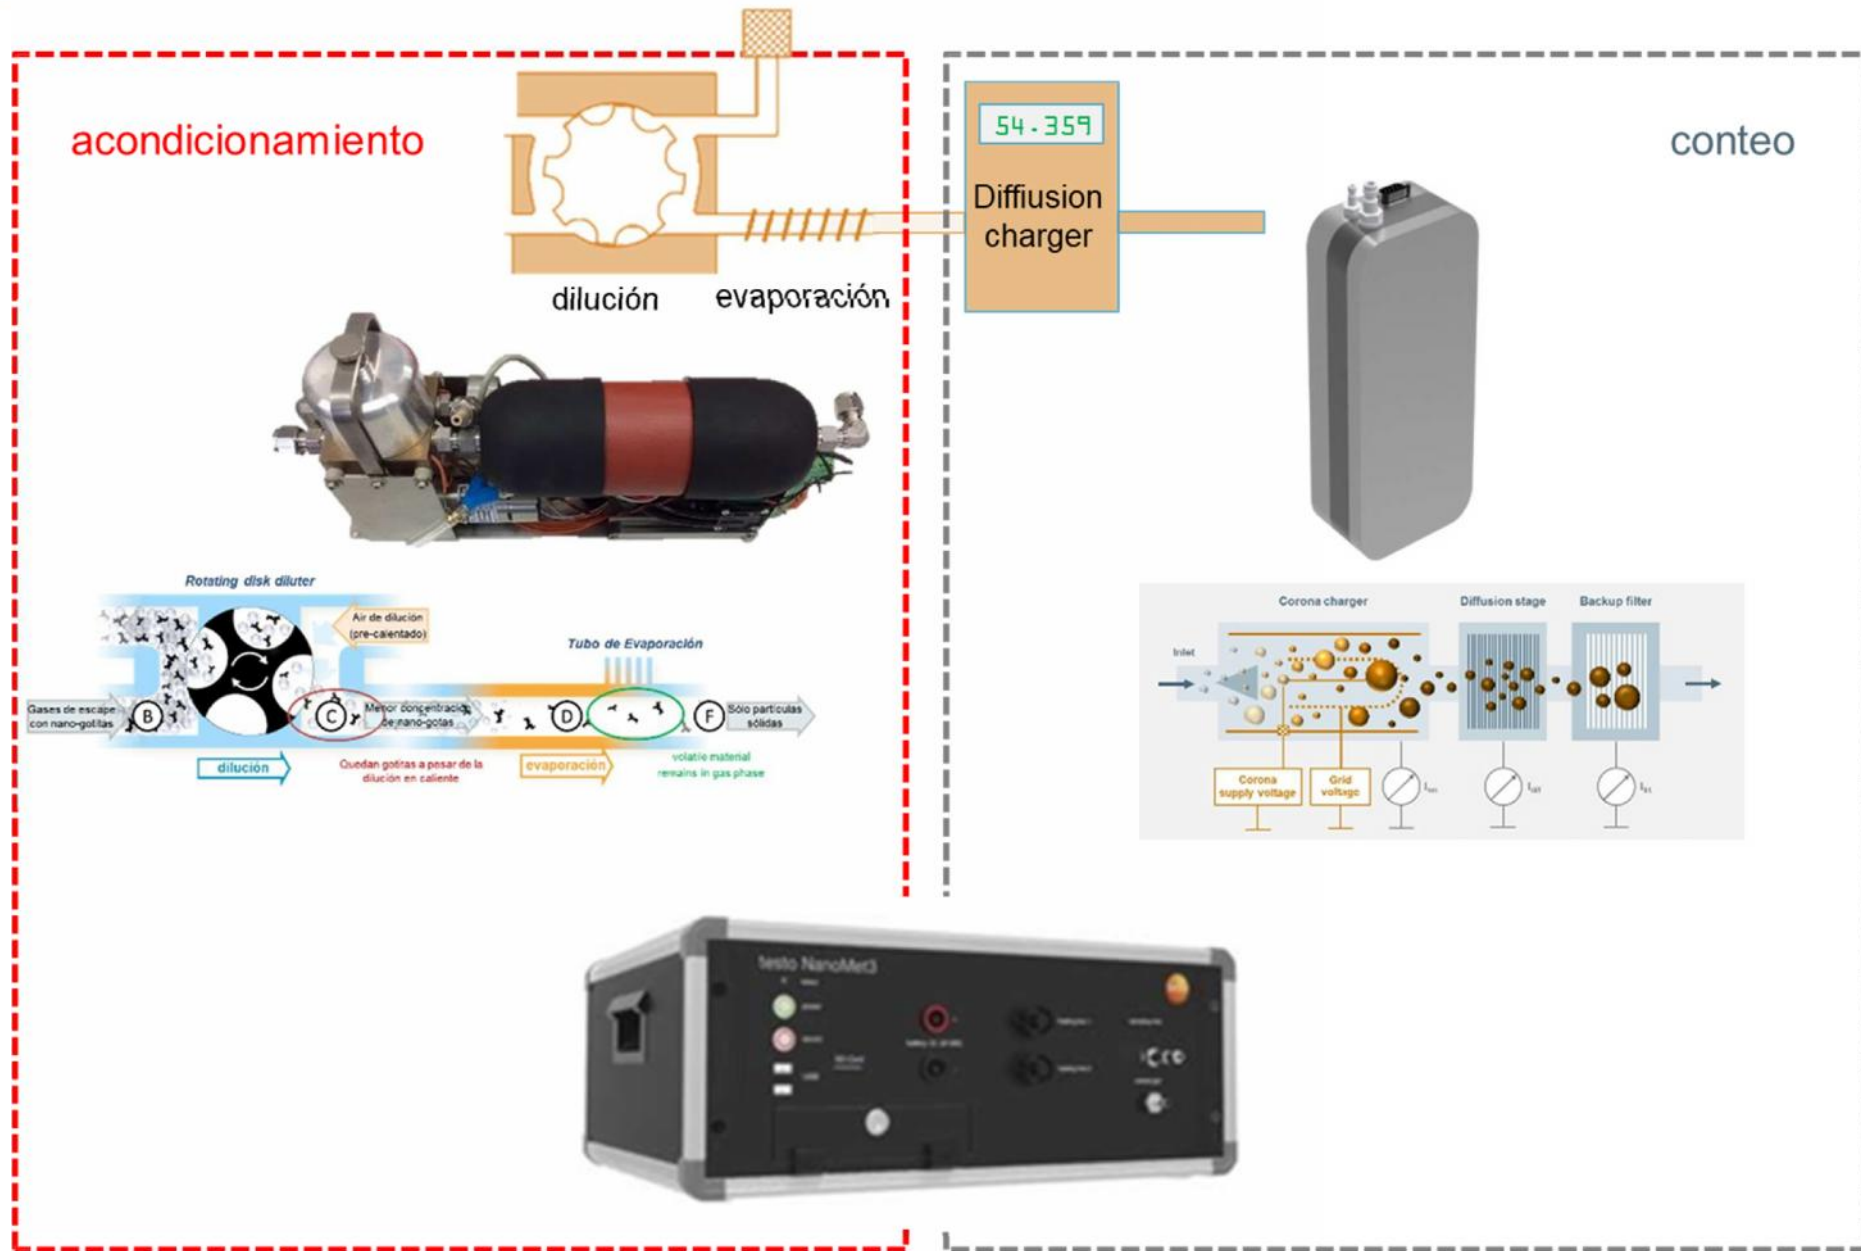 acondicionamiento
conteo
54.359
Diffiusion
charger
dilución
evaporación
Rotating disk diluter
Air de dilución
(pre-calentado)
Tubo de Evaporación
Gases de escape
con nano-gotitas
B
C
Menor concentración
de nano-gotas
D
F
Sólo partículas
sólidas
dilución
Quedan gotitas a pesar de la
dilución en caliente
evaporación
volatile material
remains in gas phase
Corona charger
Diffusion stage
Backup filter
Inlet
Corona
supply voltage
Grid
voltage
testo NanoMet3